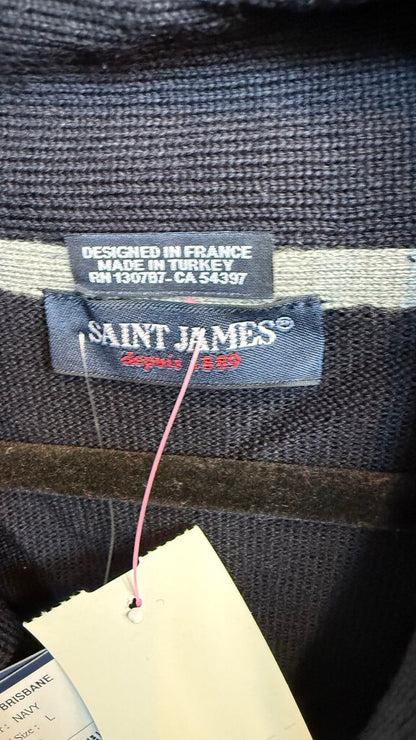 DESIGNED IN FRANCE
MADE IN TURKEY
RN 130787- CA 54397
SAINT JAMES®
depuis 1889
BRISBANE
: NAVY
Size : L